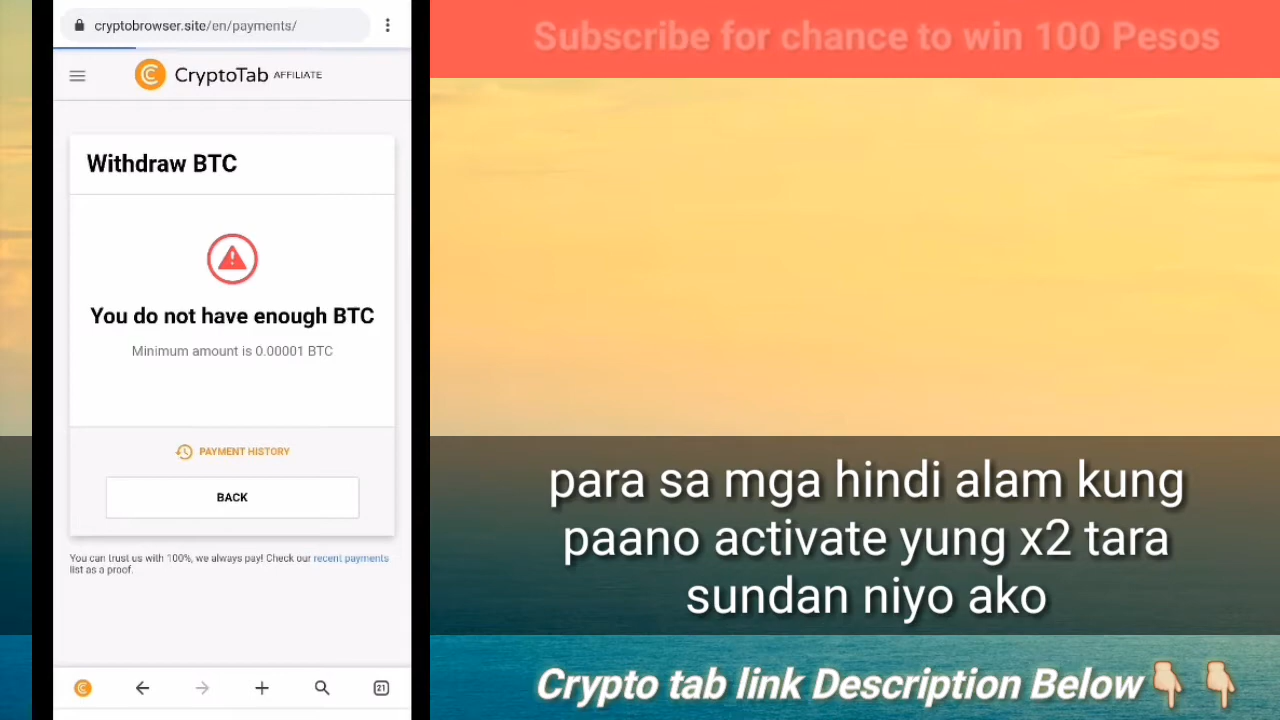 cryptobrowser.site/en/payments/
CryptoTab AFFILIATE
Withdraw BTC
You do not have enough BTC
Minimum amount is 0.00001 BTC
PAYMENT HISTORY
BACK
You can trust us with 100%, we always pay! Check our recent payments
list as a proof.
21
Subscribe for chance to win 100 Pesos
para sa mga hindi alam kung
paano activate yung x2 tara
sundan niyo ako
Crypto tab link Description Below👇👇